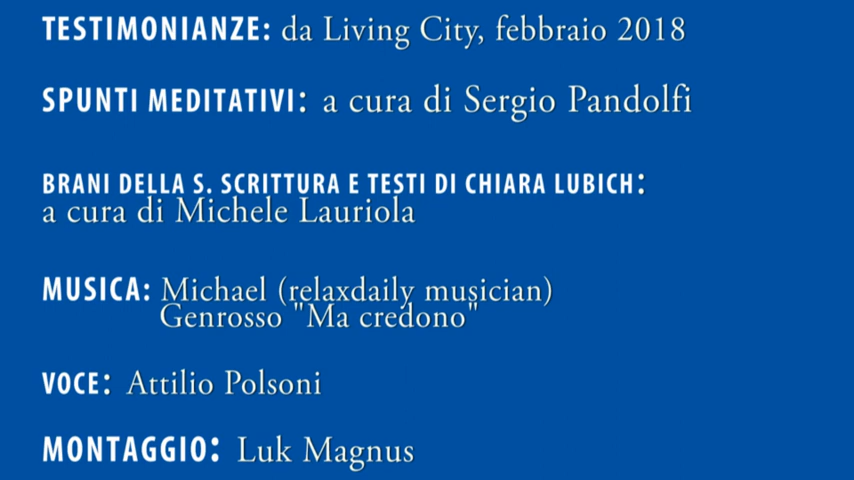 TESTIMONIANZE: da Living City, febbraio 2018
SPUNTI MEDITATIVI: a cura di Sergio Pandolfi
BRANI DELLA S. SCRITTURA E TESTI DI CHIARA LUBICH:
a cura di Michele Lauriola
MUSICA: Michael (relaxdaily musician)
Genrosso "Ma credono"
VOCE: Attilio Polsoni
MONTAGGIO: Luk Magnus